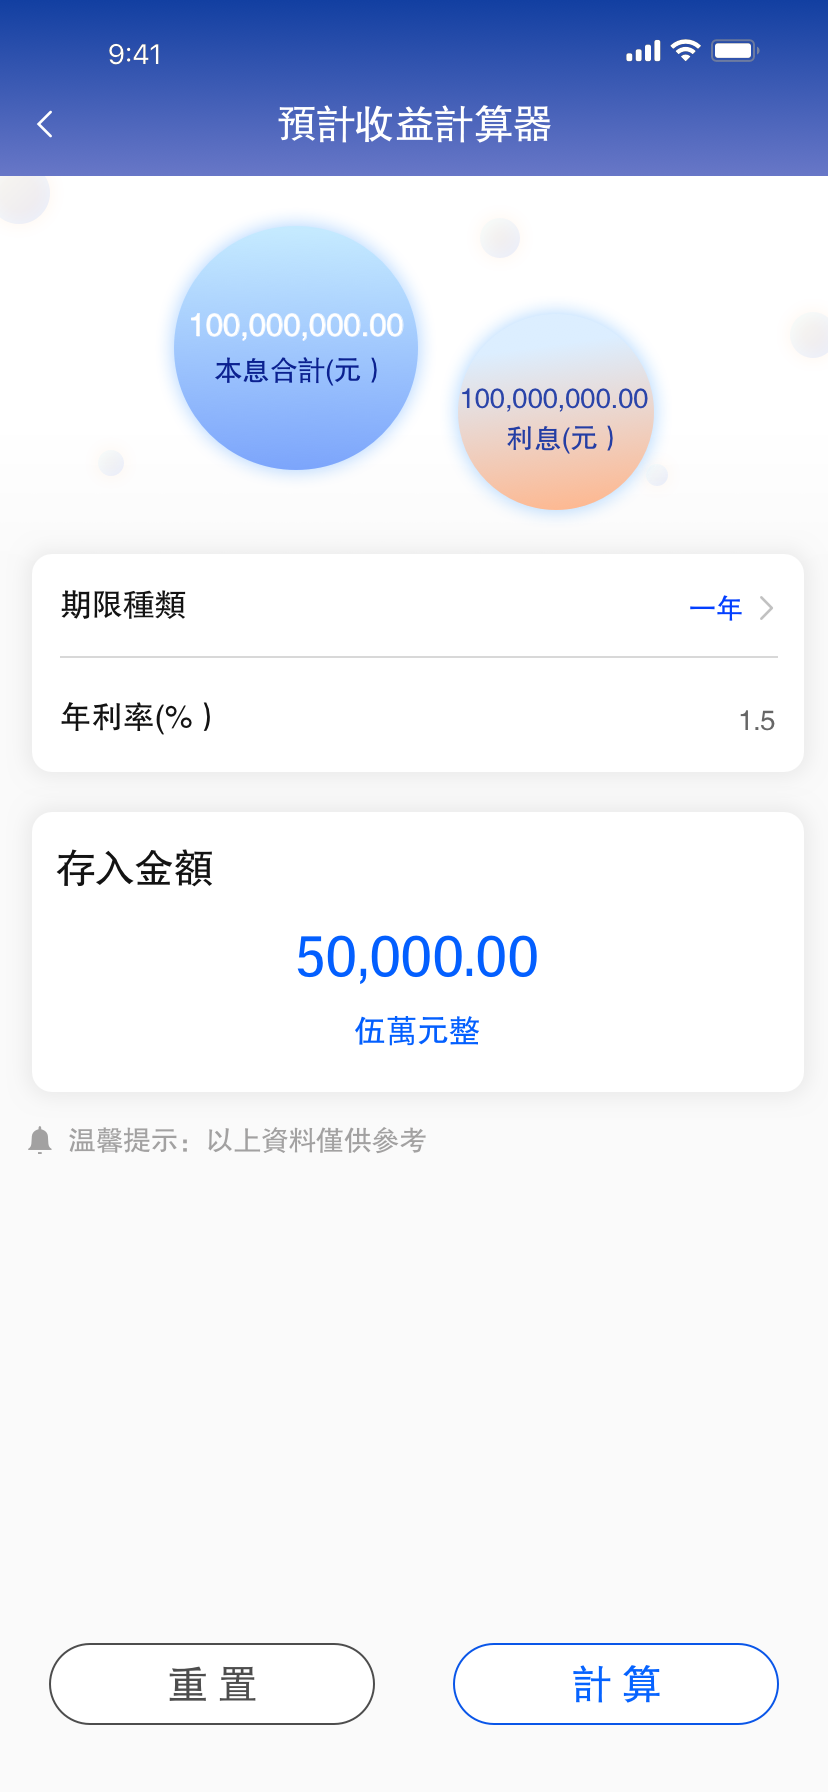 9:41
預計收益計算器
100,000,000.00
本息合計(元）
100,000,000.00
利息(元）
期限種類
一年
年利率(%）
1.5
存入金額
50,000.00
伍萬元整
温馨提示：以上資料僅供參考
重 置
計 算